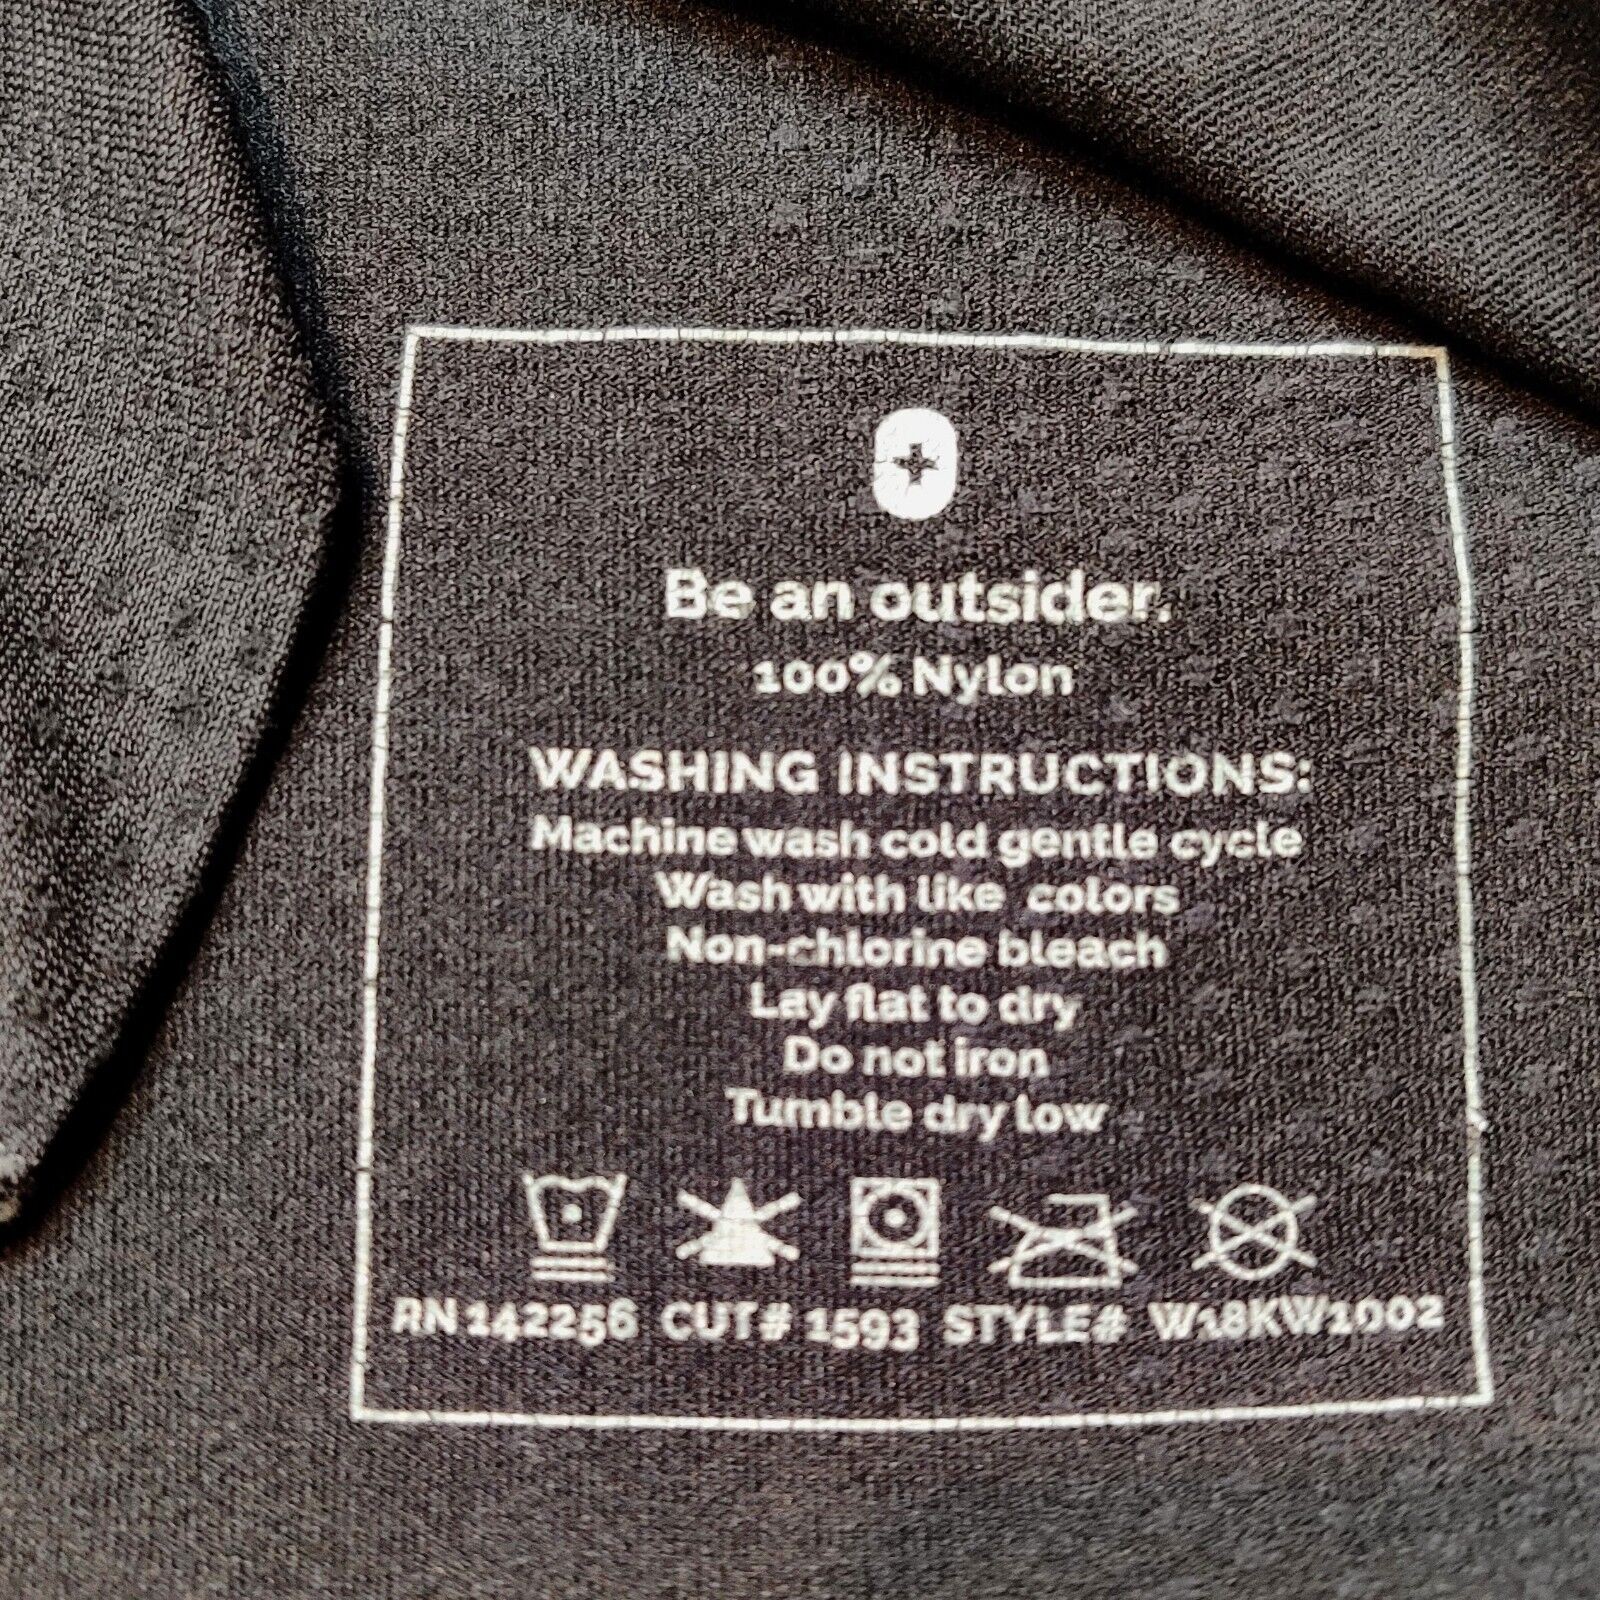 Be an outsider.
100% Nylon
WASHING INSTRUCTIONS:
Machine wash cold gentle cycle
Wash with like colors
Non-chlorine bleach
Lay flat to dry
Do not iron
Tumble dry low
RN 142256 CUT# 1593 STYLE# W18KW1002